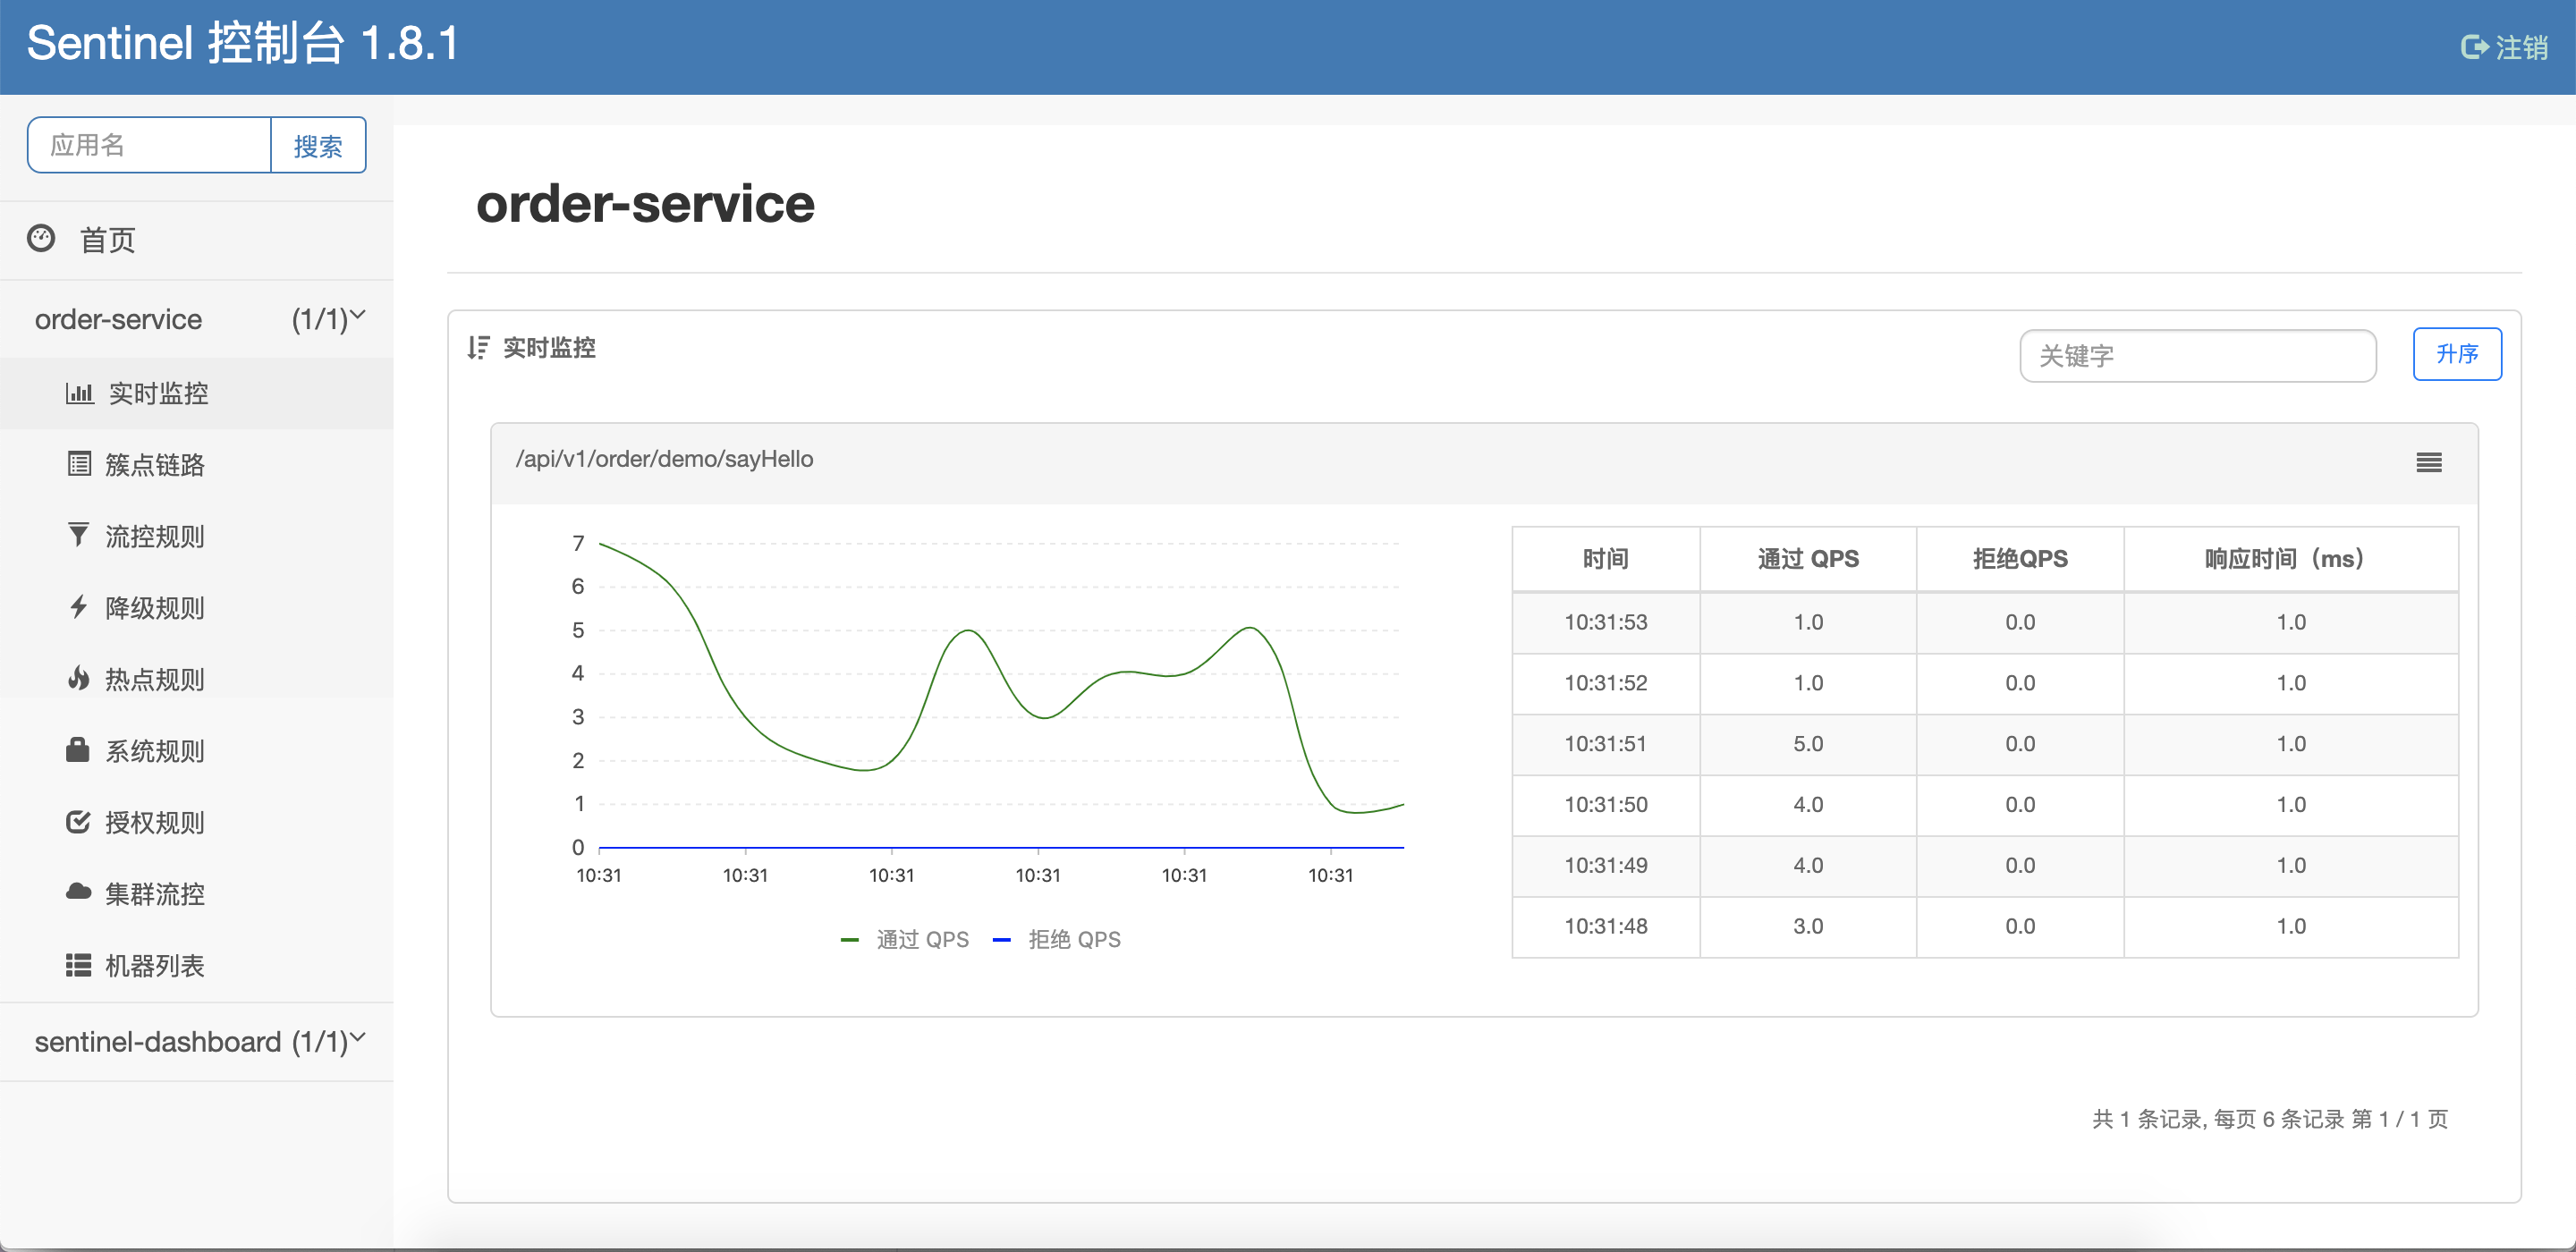 Sentinel 控制台 1.8.1
注销
应用名
搜索
首页
order-service (1/1)
实时监控
簇点链路
流控规则
降级规则
热点规则
系统规则
授权规则
集群流控
机器列表
sentinel-dashboard (1/1)
order-service
实时监控
关键字
升序
/api/v1/order/demo/sayHello
7
6
5
4
3
2
1
0
10:31 10:31 10:31 10:31 10:31 10:31
通过 QPS 拒绝 QPS
时间 通过 QPS 拒绝QPS 响应时间（ms）
10:31:53 1.0 0.0 1.0
10:31:52 1.0 0.0 1.0
10:31:51 5.0 0.0 1.0
10:31:50 4.0 0.0 1.0
10:31:49 4.0 0.0 1.0
10:31:48 3.0 0.0 1.0
共 1 条记录, 每页 6 条记录 第 1 / 1 页